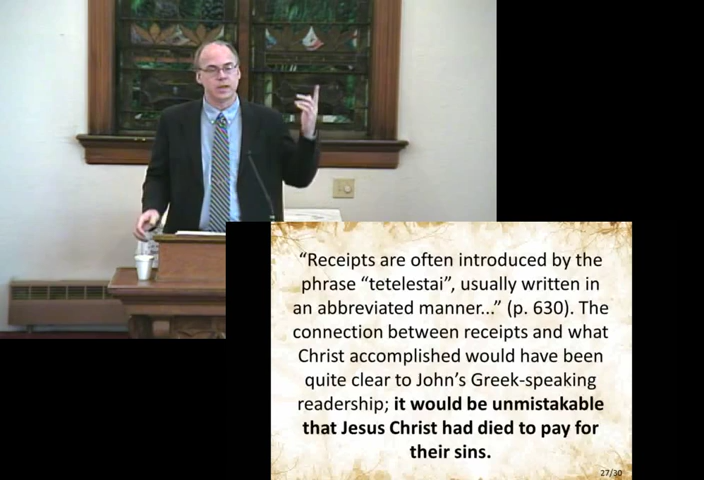 “Receipts are often introduced by the
phrase “tetelestai”, usually written in
an abbreviated manner...” (p. 630). The
connection between receipts and what
Christ accomplished would have been
quite clear to John’s Greek-speaking
readership; it would be unmistakable
that Jesus Christ had died to pay for
their sins.
27/30